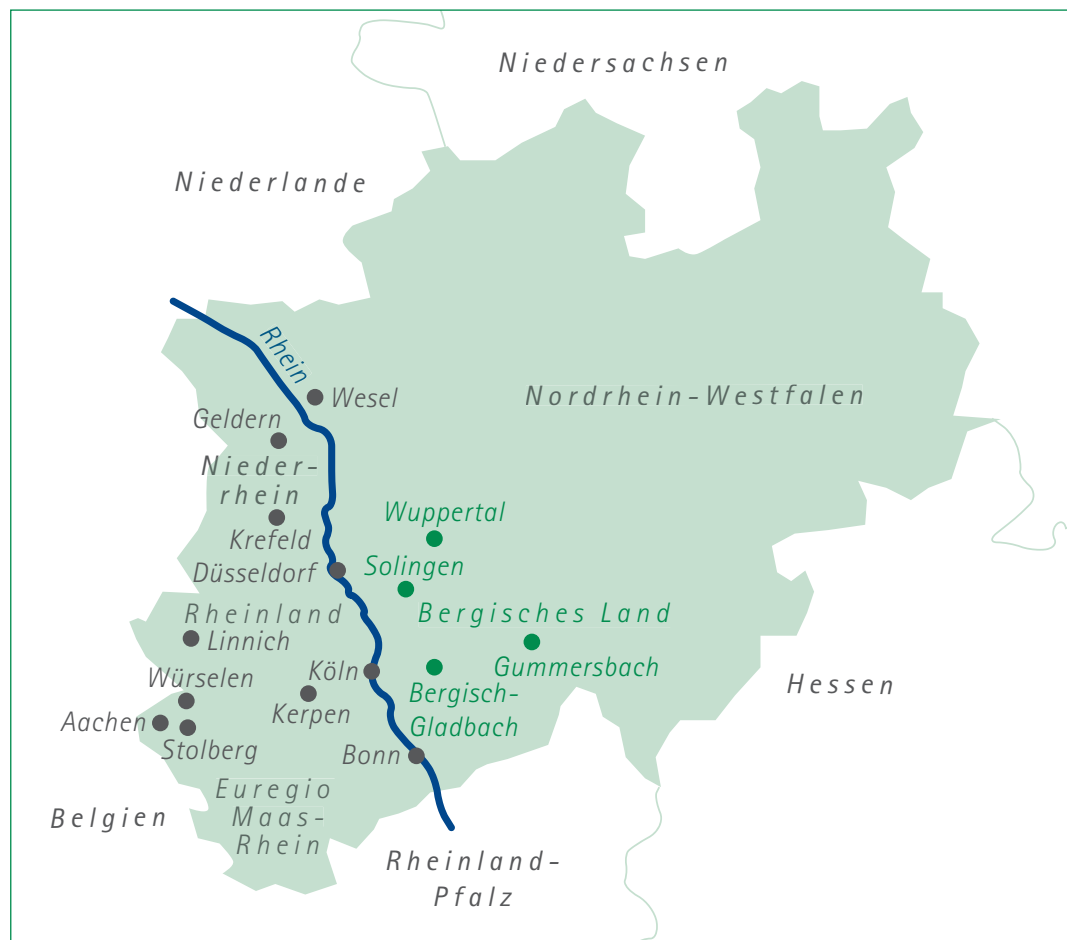 Niedersachsen
Niederlande
Rhein
Wesel
Nordrhein-Westfalen
Geldern
Nieder-
rhein
Krefeld
Wuppertal
Düsseldorf
Solingen
Rheinland
Bergisches Land
Linnich
Köln
Gummersbach
Würselen
Kerpen
Bergisch-
Gladbach
Hessen
Aachen
Stolberg
Bonn
Euregio
Maas-
Rhein
Belgien
Rheinland-
Pfalz